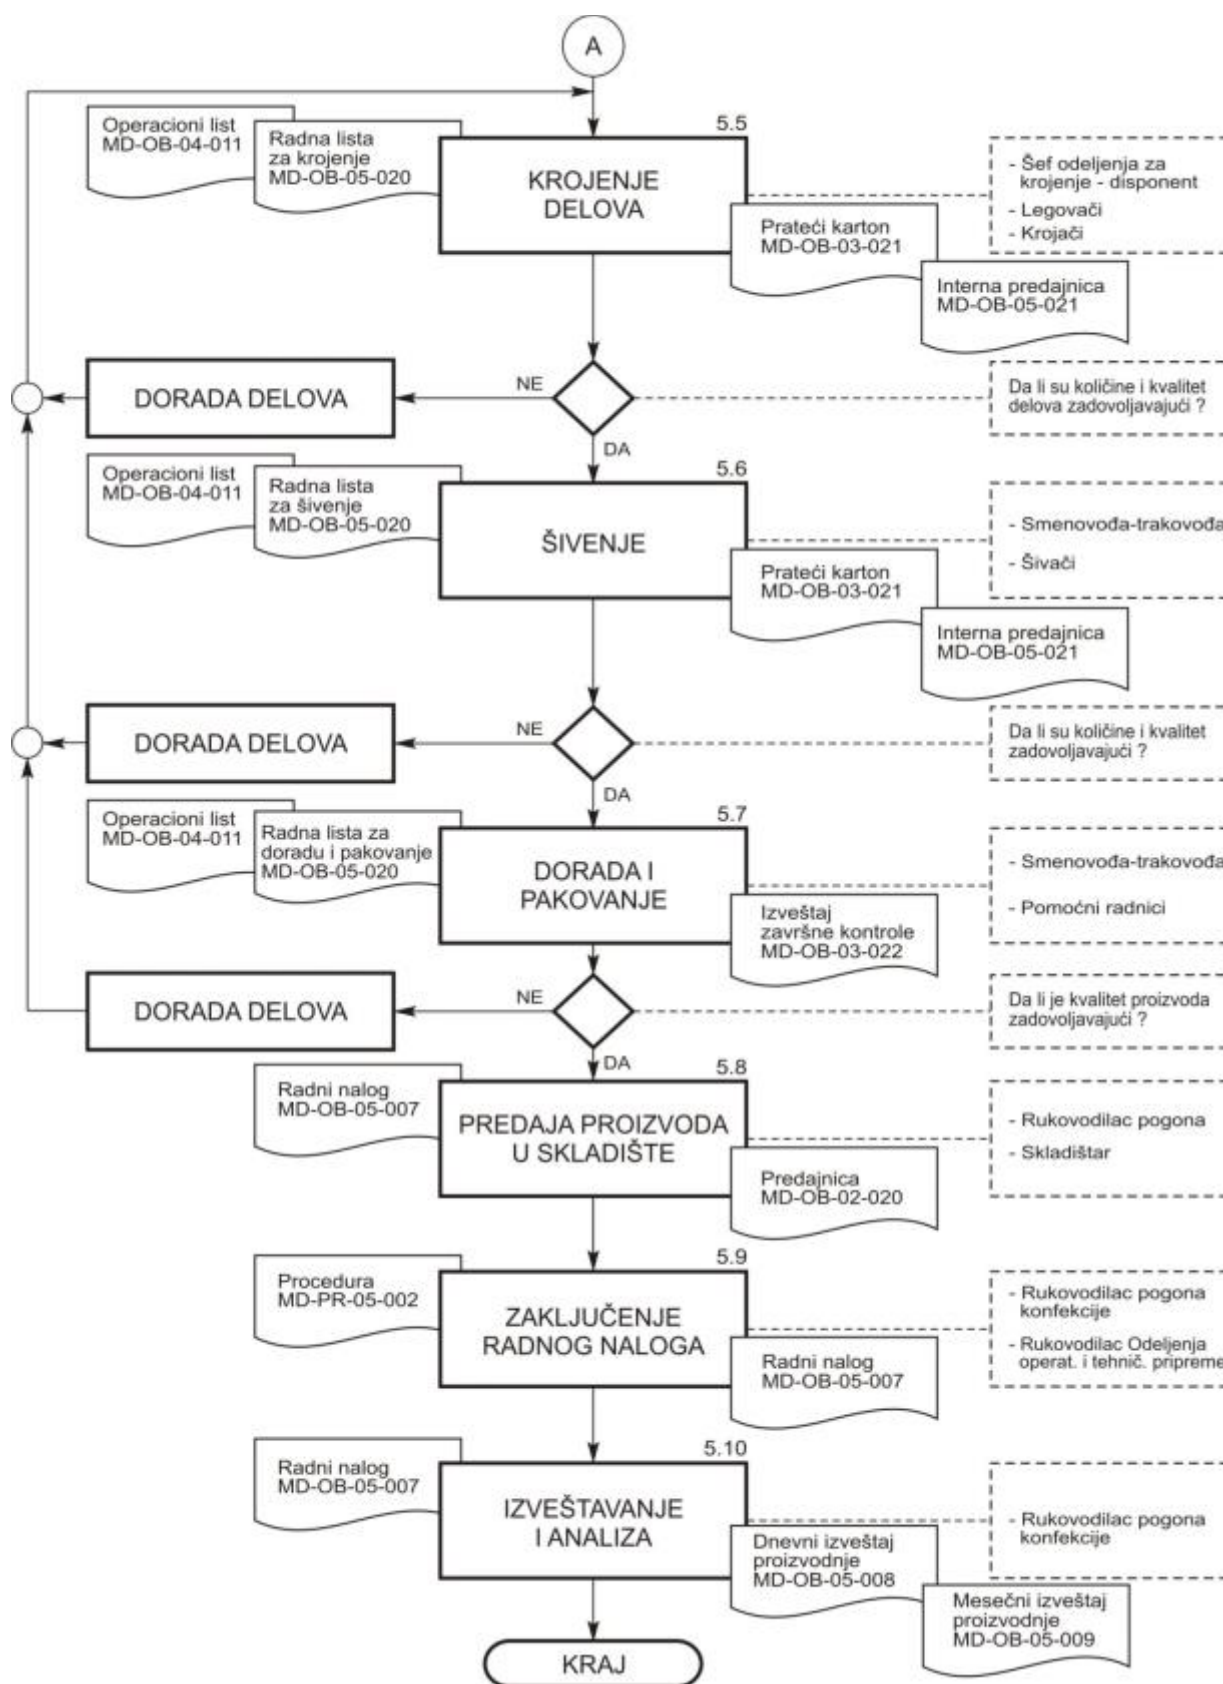 A
5.5
Operacioni list
MD-OB-04-011
Radna lista
za krojenje
MD-OB-05-020
KROJENJE
DELOVA
- Šef odeljenja za
krojenje - disponent
- Legovači
- Krojači
Prateći karton
MD-OB-03-021
Interna predajnica
MD-OB-05-021
DORADA DELOVA
NE
Da li su količine i kvalitet
delova zadovoljavajući ?
DA
5.6
Operacioni list
MD-OB-04-011
Radna lista
za šivenje
MD-OB-05-020
ŠIVENJE
- Smenovođa-trakovođa
- Šivači
Prateći karton
MD-OB-03-021
Interna predajnica
MD-OB-05-021
DORADA DELOVA
NE
Da li su količine i kvalitet
zadovoljavajući ?
DA
5.7
Operacioni list
MD-OB-04-011
Radna lista za
doradu i pakovanje
MD-OB-05-020
DORADA I
PAKOVANJE
- Smenovođa-trakovođa
- Pomoćni radnici
Izveštaj
završne kontrole
MD-OB-03-022
DORADA DELOVA
NE
Da li je kvalitet proizvoda
zadovoljavajući ?
DA
5.8
Radni nalog
MD-OB-05-007
PREDAJA PROIZVODA
U SKLADIŠTE
- Rukovodilac pogona
- Skladištar
Predajnica
MD-OB-02-020
5.9
Procedura
MD-PR-05-002
ZAKLJUČENJE
RADNOG NALOGA
- Rukovodilac pogona
konfekcije
- Rukovodilac Odeljenja
operat. i tehnič. pripreme
Radni nalog
MD-OB-05-007
5.10
Radni nalog
MD-OB-05-007
IZVEŠTAVANJE
I ANALIZA
- Rukovodilac pogona
konfekcije
Dnevni izveštaj
proizvodnje
MD-OB-05-008
Mesečni izveštaj
proizvodnje
MD-OB-05-009
KRAJ